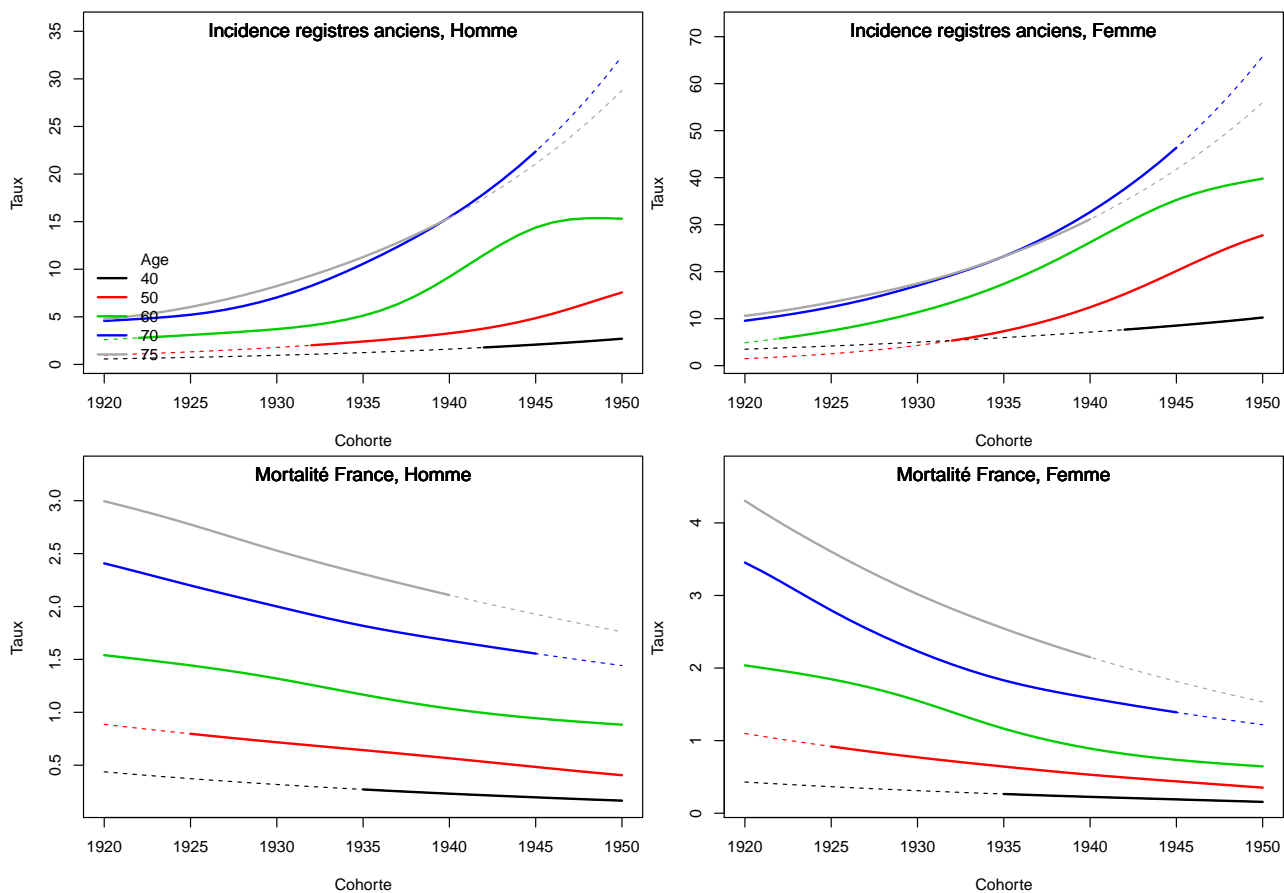 Incidence registres anciens, Homme
35
30
25
20
15
10
5
0
Taux
Age
40
50
60
70
75
1920 1925 1930 1935 1940 1945 1950
Cohorte
Incidence registres anciens, Femme
70
60
50
40
30
20
10
0
Taux
1920 1925 1930 1935 1940 1945 1950
Cohorte
Mortalité France, Homme
3.0
2.5
2.0
1.5
1.0
0.5
Taux
1920 1925 1930 1935 1940 1945 1950
Cohorte
Mortalité France, Femme
4
3
2
1
0
Taux
1920 1925 1930 1935 1940 1945 1950
Cohorte